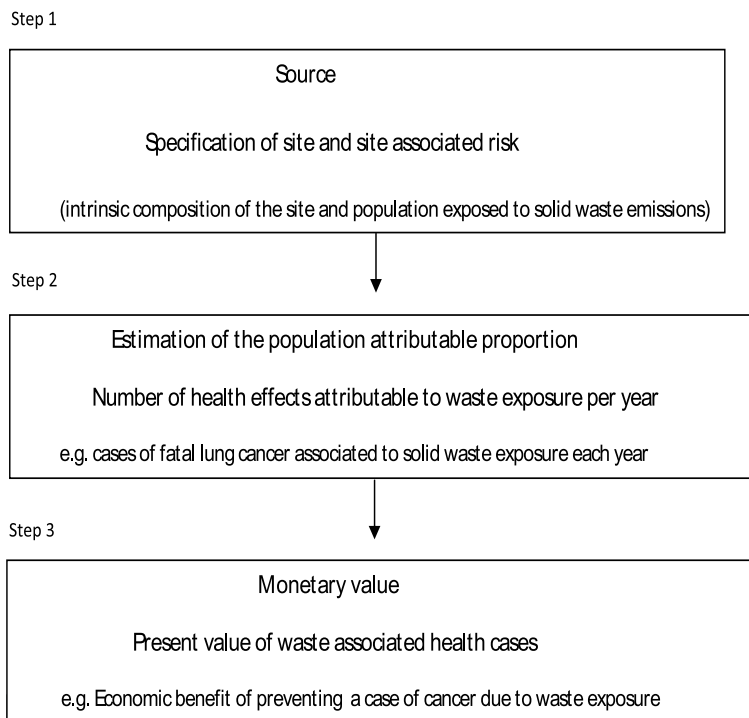 Step 1
Source
Specification of site and site associated risk
(intrinsic composition of the site and population exposed to solid waste emissions)
Step 2
Estimation of the population attributable proportion
Number of health effects attributable to waste exposure per year
e.g. cases of fatal lung cancer associated to solid waste exposure each year
Step 3
Monetary value
Present value of waste associated health cases
e.g. Economic benefit of preventing a case of cancer due to waste exposure